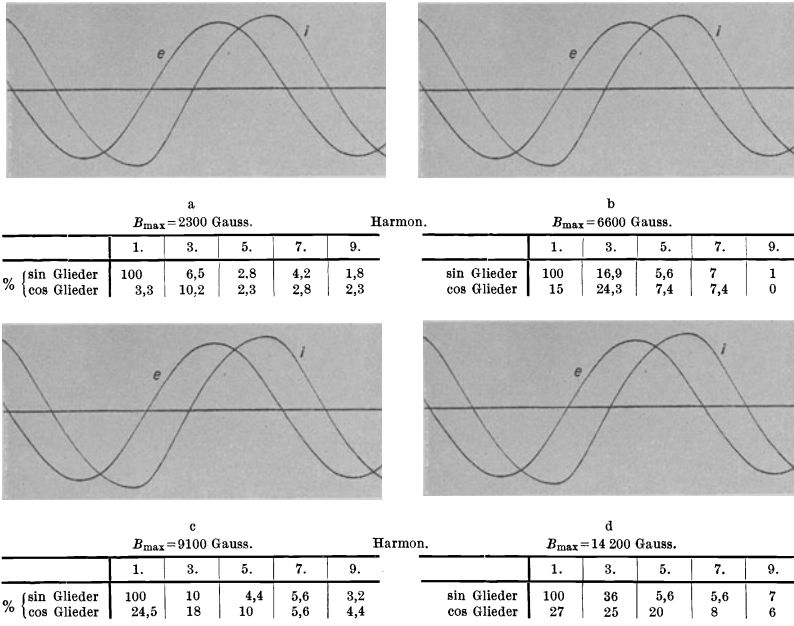 e i e i
a b
Bmax=2300 Gauss. Harmon. Bmax=6600 Gauss.
1. 3. 5. 7. 9. 1. 3. 5. 7. 9.
% {sin Glieder 100 6,5 2,8 4,2 1,8 sin Glieder 100 16,9 5,6 7 1
cos Glieder 3,3 10,2 2,3 2,8 2,3 cos Glieder 15 24,3 7,4 7,4 0
e i e i
c d
Bmax=9100 Gauss. Harmon. Bmax=14 200 Gauss.
1. 3. 5. 7. 9. 1. 3. 5. 7. 9.
% {sin Glieder 100 10 4,4 5,6 3,2 sin Glieder 100 36 5,6 5,6 7
cos Glieder 24,5 18 10 5,6 4,4 cos Glieder 27 25 20 8 6